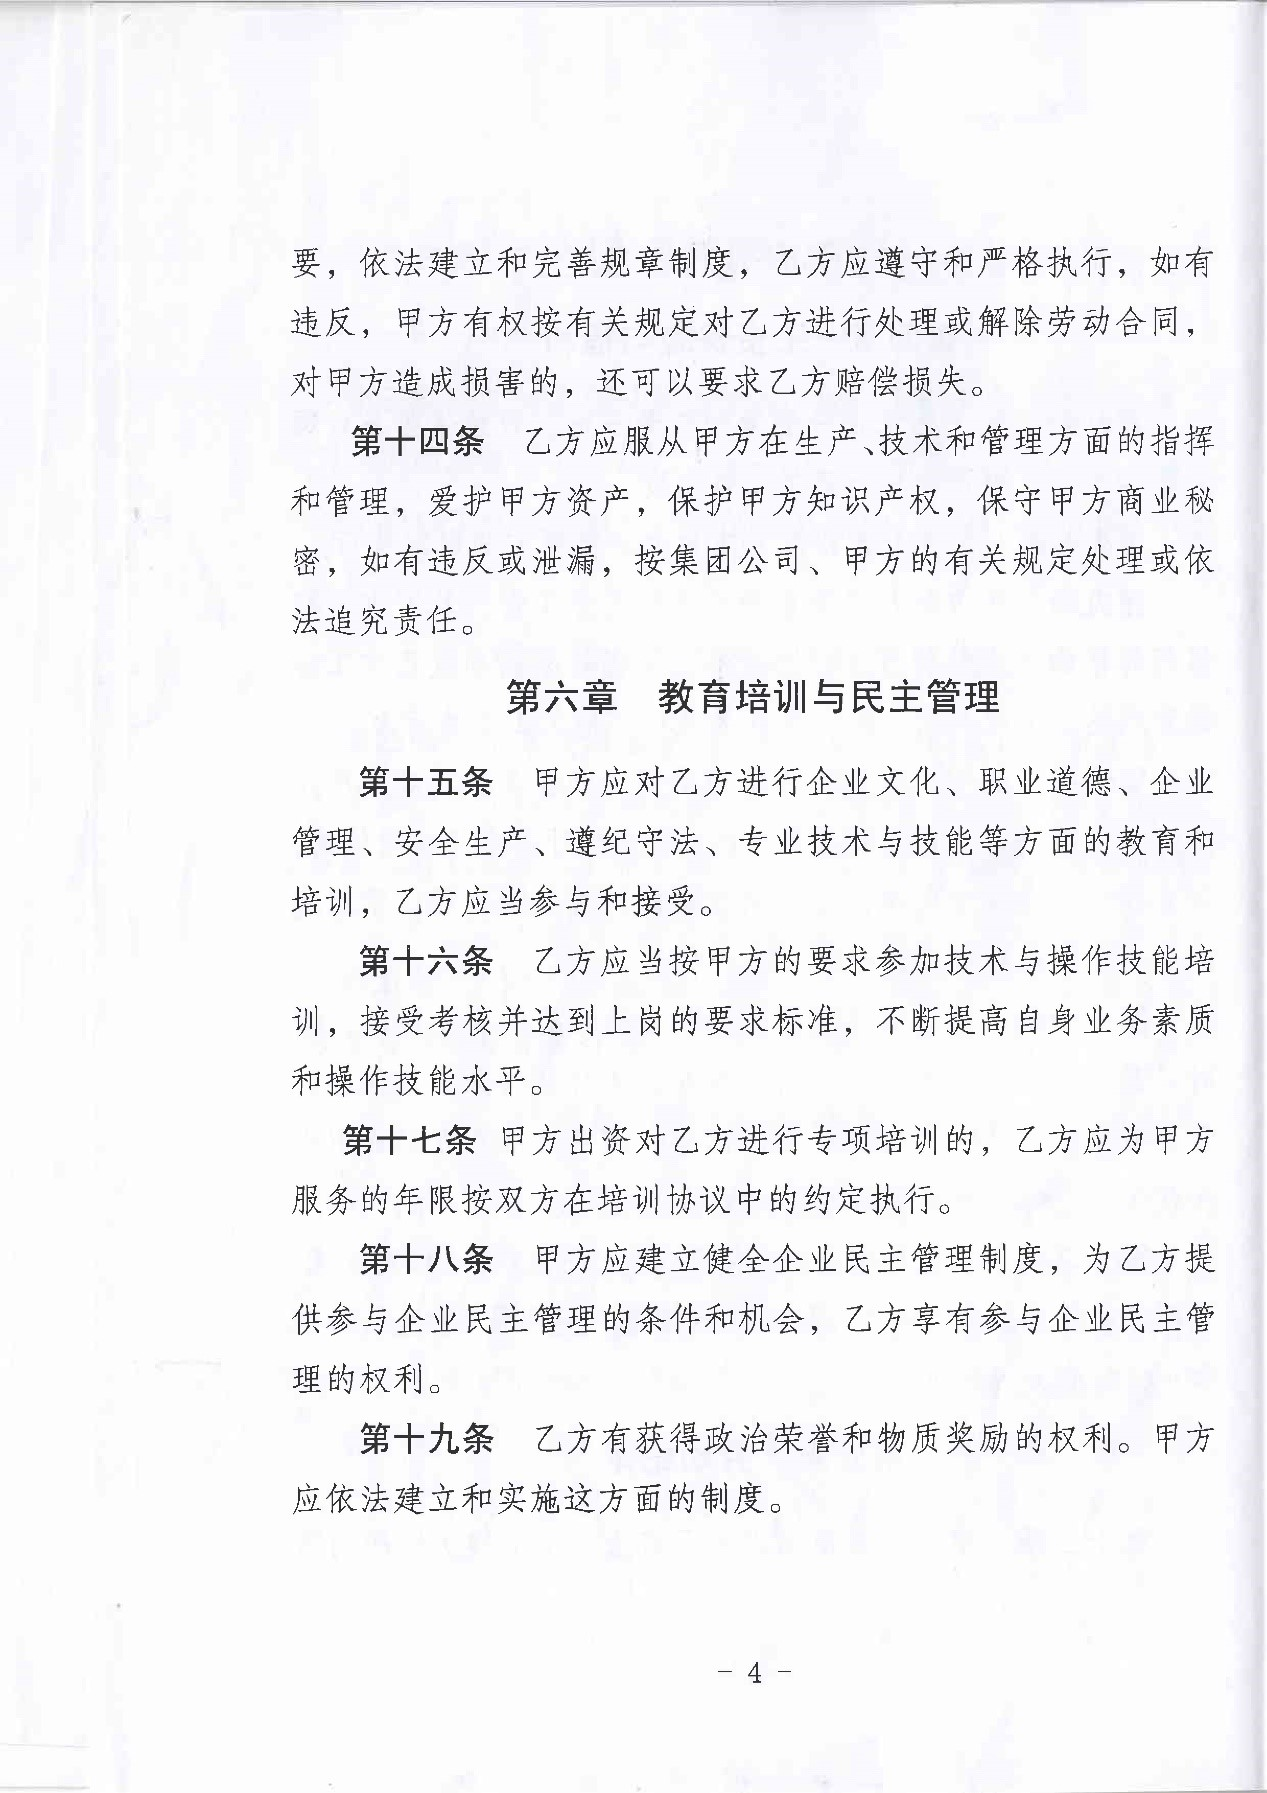 要，依法建立和完善规章制度，乙方应遵守和严格执行，如有
违反，甲方有权按有关规定对乙方进行处理或解除劳动合同，
对甲方造成损害的，还可以要求乙方赔偿损失。
第十四条 乙方应服从甲方在生产、技术和管理方面的指挥
和管理，爱护甲方资产，保护甲方知识产权，保守甲方商业秘
密，如有违反或泄漏，按集团公司、甲方的有关规定处理或依
法追究责任。
第六章 教育培训与民主管理
第十五条 甲方应对乙方进行企业文化、职业道德、企业
管理、安全生产、遵纪守法、专业技术与技能等方面的教育和
培训，乙方应当参与和接受。
第十六条 乙方应当按甲方的要求参加技术与操作技能培
训，接受考核并达到上岗的要求标准，不断提高自身业务素质
和操作技能水平。
第十七条 甲方出资对乙方进行专项培训的，乙方应为甲方
服务的年限按双方在培训协议中的约定执行。
第十八条 甲方应建立健全企业民主管理制度，为乙方提
供参与企业民主管理的条件和机会，乙方享有参与企业民主管
理的权利。
第十九条 乙方有获得政治荣誉和物质奖励的权利。甲方
应依法建立和实施这方面的制度。
- 4 -